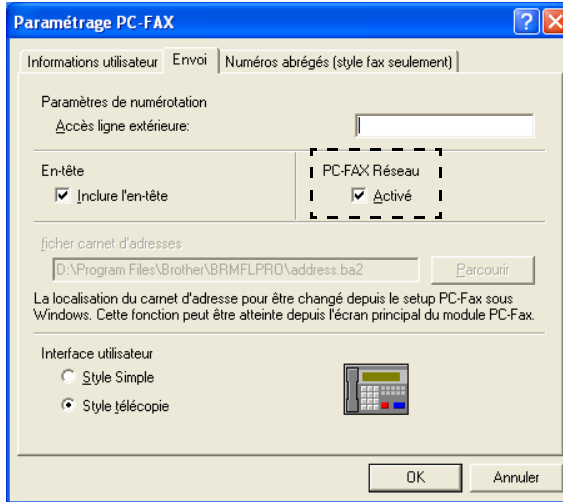 Paramétrage PC-FAX
Informations utilisateur Envoi Numéros abrégés (style fax seulement)
Paramètres de numérotation
Accès ligne extérieure:
En-tête
Inclure l'en-tête
PC-FAX Réseau
Activé
ficher carnet d'adresses
D:\Program Files\Brother\BRMFLPRO\address.ba2 Parcourir
La localisation du carnet d'adresse pour être changé depuis le setup PC-Fax sous
Windows. Cette fonction peut être atteinte depuis l'écran principal du module PC-Fax.
Interface utilisateur
Style Simple
Style télécopie
OK Annuler